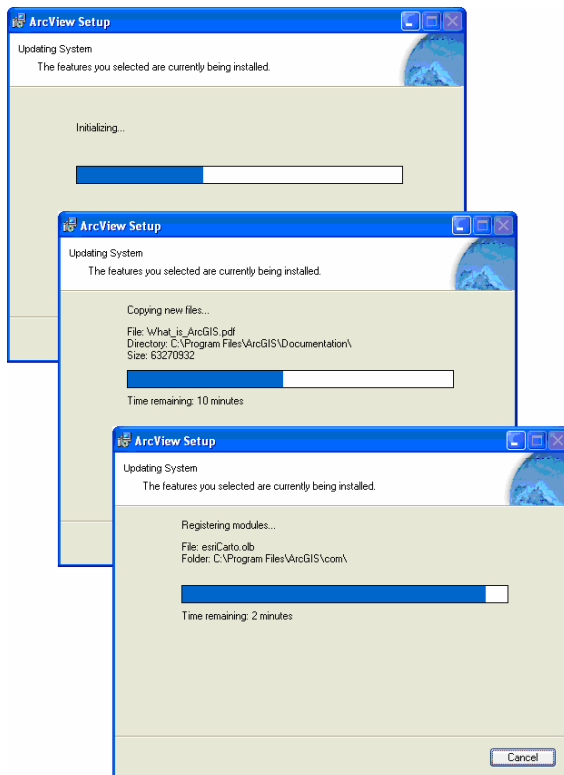 ArcView Setup
Updating System
The features you selected are currently being installed.
Initializing...
ArcView Setup
Updating System
The features you selected are currently being installed.
Copying new files...
File: What_is_ArcGIS.pdf
Directory: C:\Program Files\ArcGIS\Documentation\
Size: 63270932
Time remaining: 10 minutes
ArcView Setup
Updating System
The features you selected are currently being installed.
Registering modules...
File: esriCarto.olb
Folder: C:\Program Files\ArcGIS\com\
Time remaining: 2 minutes
Cancel